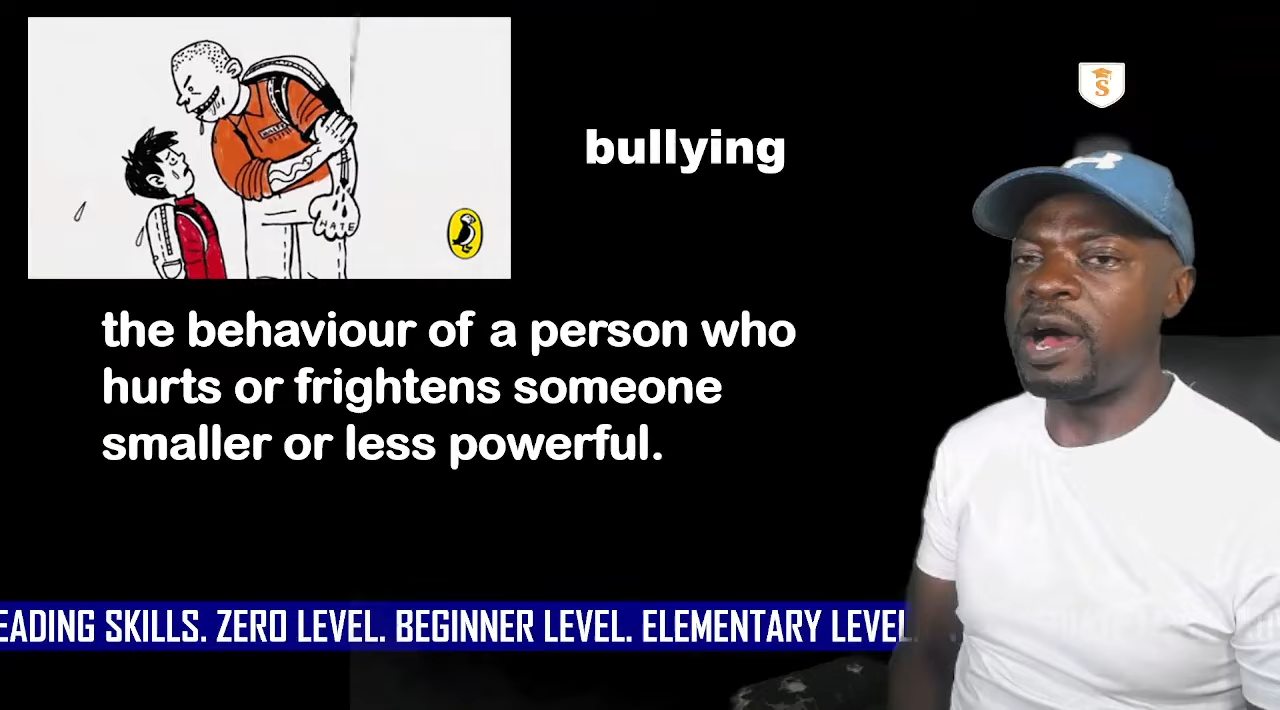 bullying
HATE
the behaviour of a person who
hurts or frightens someone
smaller or less powerful.
S
EADING SKILLS. ZERO LEVEL. BEGINNER LEVEL. ELEMENTARY LEVEL.